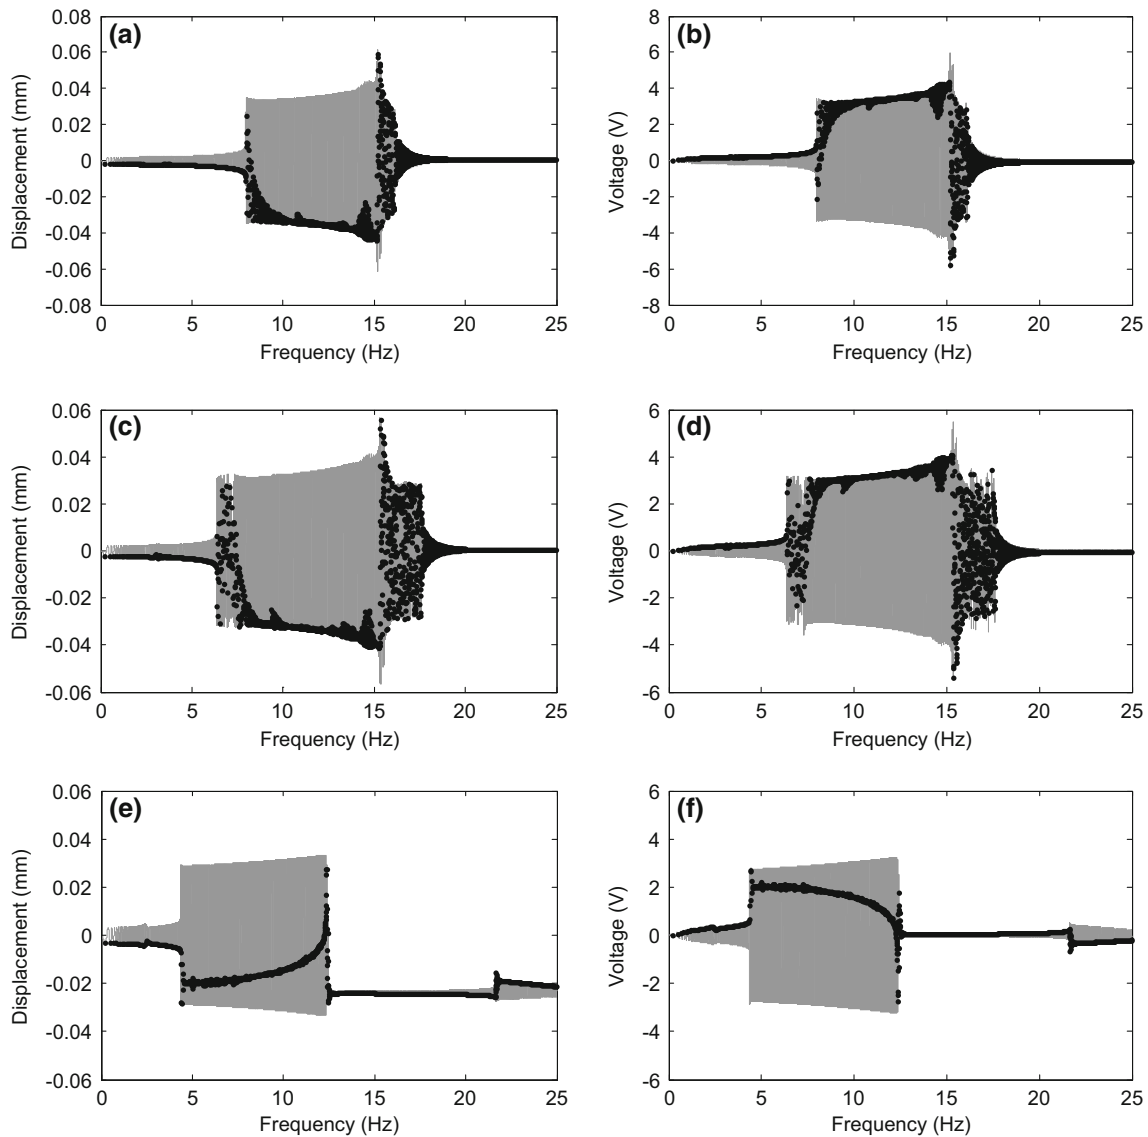 (a)
Displacement (mm)
0.08
0.06
0.04
0.02
0
-0.02
-0.04
-0.06
-0.08
0 5 10 15 20 25
Frequency (Hz)
(b)
Voltage (V)
8
6
4
2
0
-2
-4
-6
8
0 5 10 15 20 25
Frequency (Hz)
(c)
Displacement (mm)
0.06
0.04
0.02
0
-0.02
-0.04
-0.06
0 5 10 15 20 25
Frequency (Hz)
(d)
Voltage (V)
6
4
2
0
-2
-4
-6
0 5 10 15 20 25
Frequency (Hz)
(e)
Displacement (mm)
0.06
0.04
0.02
0
-0.02
-0.04
-0.06
0 5 10 15 20 25
Frequency (Hz)
(f)
Voltage (V)
6
4
2
0
-2
-4
-6
0 5 10 15 20 25
Frequency (Hz)